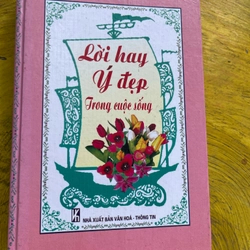 Lời hay
Ý đẹp
Trong cuộc sống
NHÀ XUẤT BẢN VĂN HOÁ - THÔNG TIN